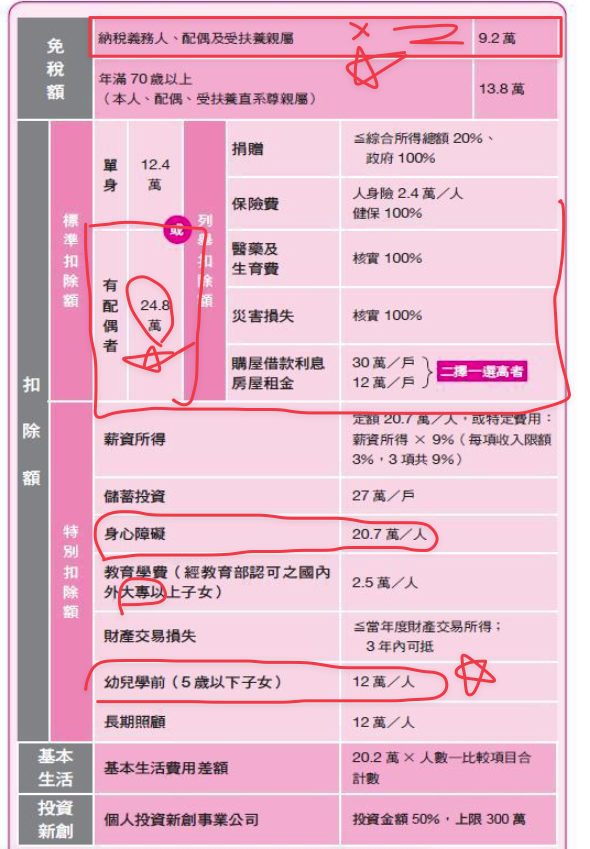 免稅額
納稅義務人、配偶及受扶養親屬
9.2 萬
年滿 70 歲以上
（本人、配偶、受扶養直系尊親屬）
13.8 萬
扣除額
標準扣除額
單身
12.4
萬
或
有配偶者
24.8
萬
列舉扣除額
捐贈
≦綜合所得總額 20%、
政府 100%
保險費
人身險 2.4 萬／人
健保 100%
醫藥及
生育費
核實 100%
災害損失
核實 100%
購屋借款利息
房屋租金
30 萬／戶
12 萬／戶
二擇一選高者
特別扣除額
薪資所得
定額 20.7 萬／人，或特定費用：
薪資所得 × 9%（每項收入限額
3%，3 項共 9%）
儲蓄投資
27 萬／戶
身心障礙
20.7 萬／人
教育學費（經教育部認可之國內
外大專以上子女）
2.5 萬／人
財產交易損失
≦當年度財產交易所得；
3 年內可抵
幼兒學前（5 歲以下子女）
12 萬／人
長期照顧
12 萬／人
基本
生活
基本生活費用差額
20.2 萬 × 人數—比較項目合
計數
投資
新創
個人投資新創事業公司
投資金額 50%，上限 300 萬